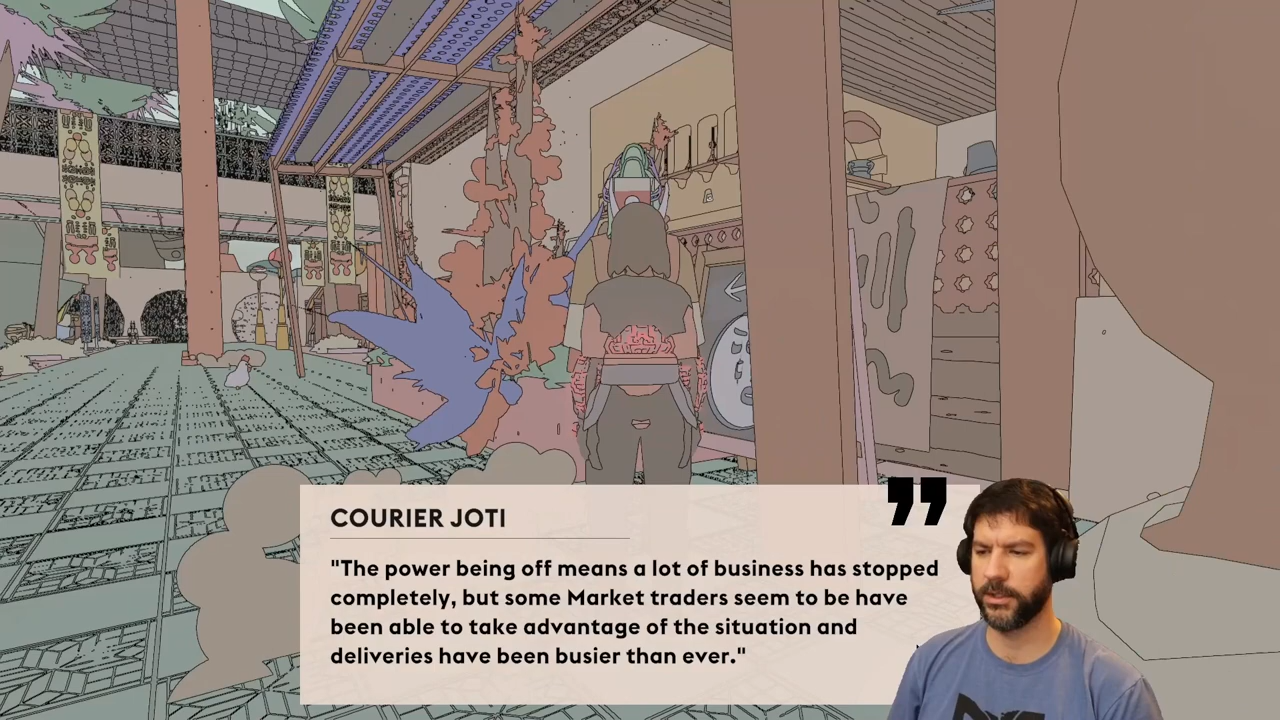 COURIER JOTI
"The power being off means a lot of business has stopped
completely, but some Market traders seem to be have
been able to take advantage of the situation and
deliveries have been busier than ever."